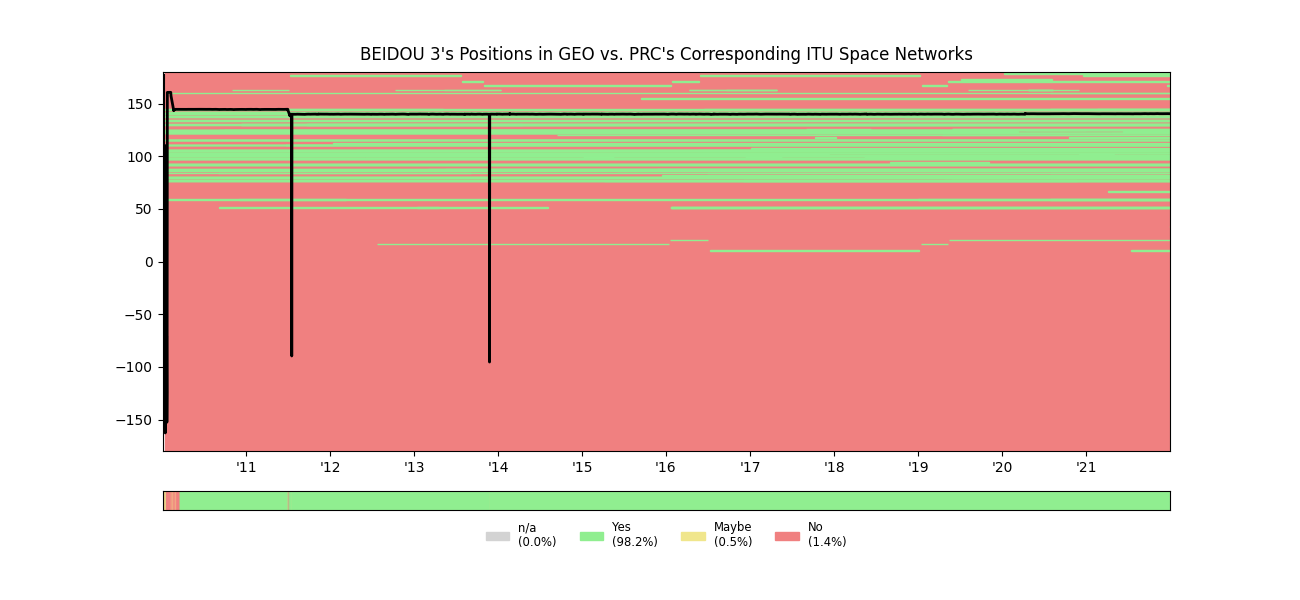 BEIDOU 3's Positions in GEO vs. PRC's Corresponding ITU Space Networks
150
100
50
0
−50
−100
−150
'11 '12 '13 '14 '15 '16 '17 '18 '19 '20 '21
n/a Yes Maybe No
(0.0%) (98.2%) (0.5%) (1.4%)